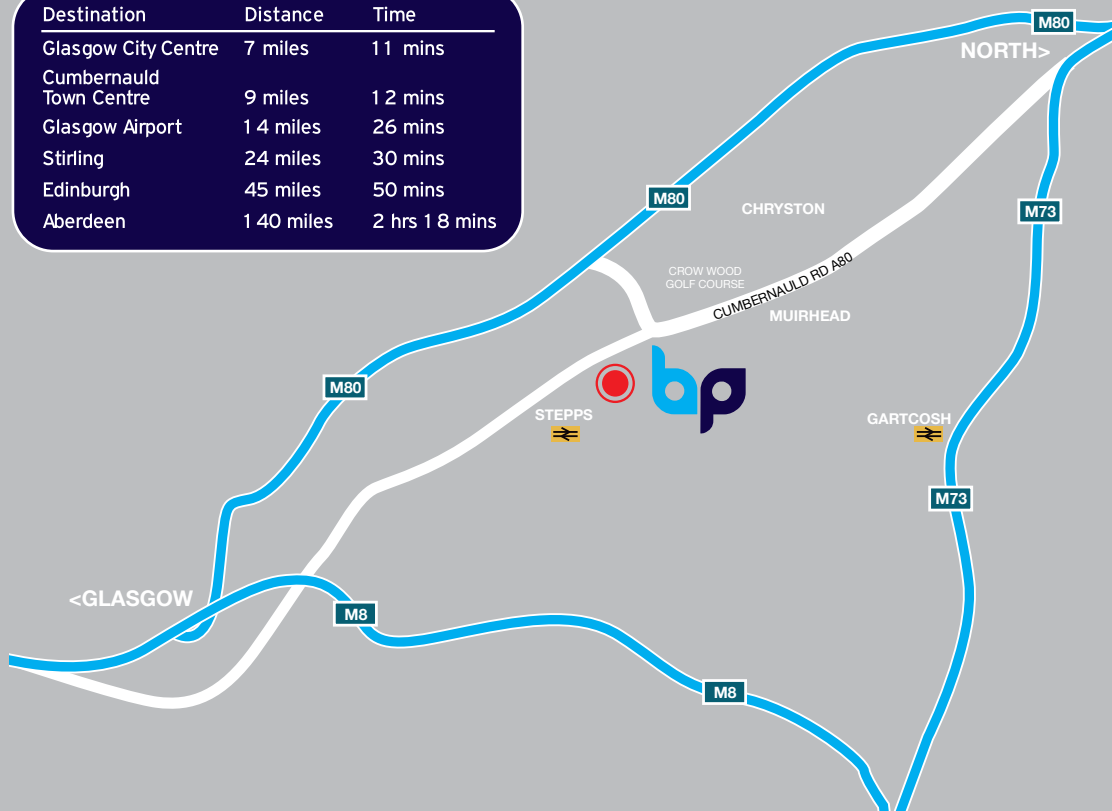 Destination Distance Time
Glasgow City Centre 7 miles 11 mins
Cumbernauld
Town Centre 9 miles 12 mins
Glasgow Airport 14 miles 26 mins
Stirling 24 miles 30 mins
Edinburgh 45 miles 50 mins
Aberdeen 140 miles 2 hrs 18 mins
M80
NORTH>
M80
CHRYSTON
M73
CROW WOOD
GOLF COURSE
CUMBERNAULD RD A80
MUIRHEAD
M80
bp
STEPPS
GARTCOSH
M73
<GLASGOW
M8
M8